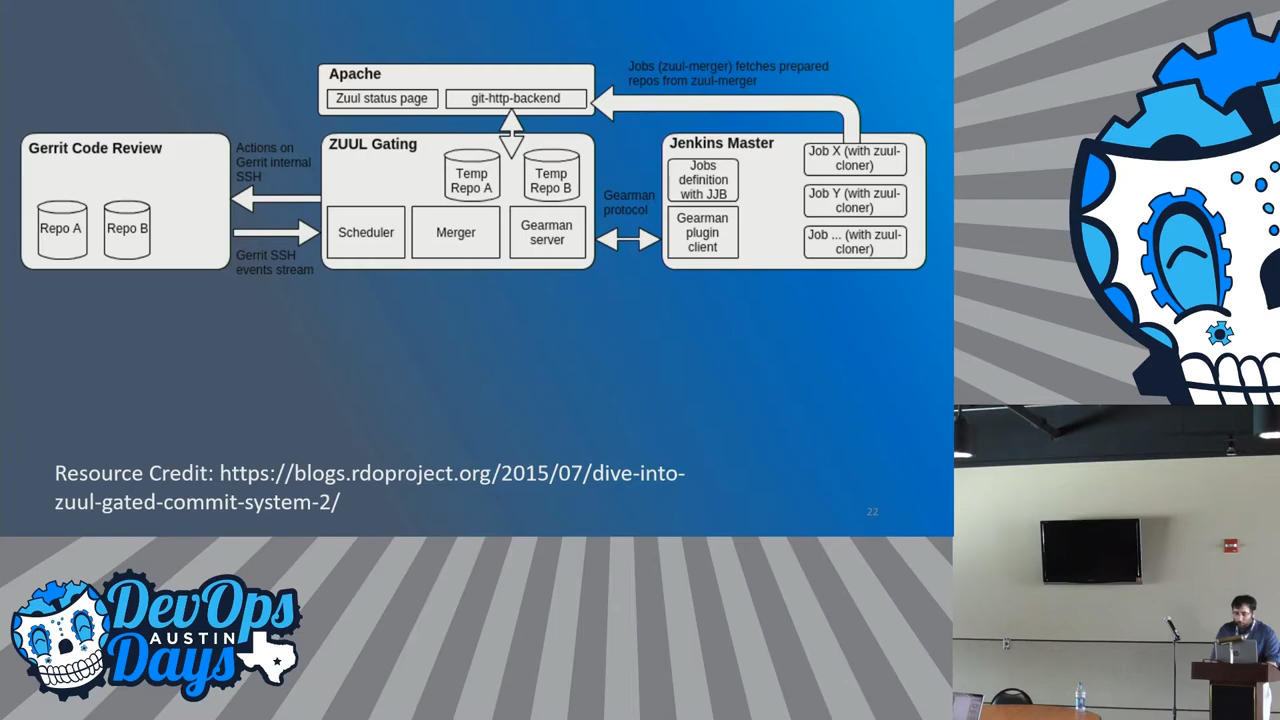 Apache
Zuul status page
git-http-backend
Jobs (zuul-merger) fetches prepared
repos from zuul-merger
Gerrit Code Review
Repo A
Repo B
Actions on
Gerrit internal
SSH
Gerrit SSH
events stream
ZUUL Gating
Temp
Repo A
Temp
Repo B
Scheduler
Merger
Gearman
server
Gearman
protocol
Jenkins Master
Jobs
definition
with JJB
Gearman
plugin
client
Job X (with zuul-
cloner)
Job Y (with zuul-
cloner)
Job ... (with zuul-
cloner)
Resource Credit: https://blogs.rdoproject.org/2015/07/dive-into-
zuul-gated-commit-system-2/
22
DevOps
AUSTIN
Days